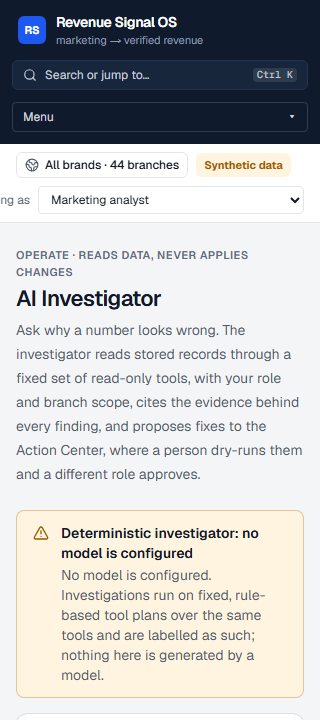 RS
Revenue Signal OS
marketing → verified revenue
Search or jump to…
Ctrl K
Menu
All brands · 44 branches
Synthetic data
ng as
Marketing analyst
OPERATE · READS DATA, NEVER APPLIES
CHANGES
AI Investigator
Ask why a number looks wrong. The
investigator reads stored records through a
fixed set of read-only tools, with your role
and branch scope, cites the evidence behind
every finding, and proposes fixes to the
Action Center, where a person dry-runs them
and a different role approves.
Deterministic investigator: no
model is configured
No model is configured.
Investigations run on fixed, rule-
based tool plans over the same
tools and are labelled as such;
nothing here is generated by a
model.